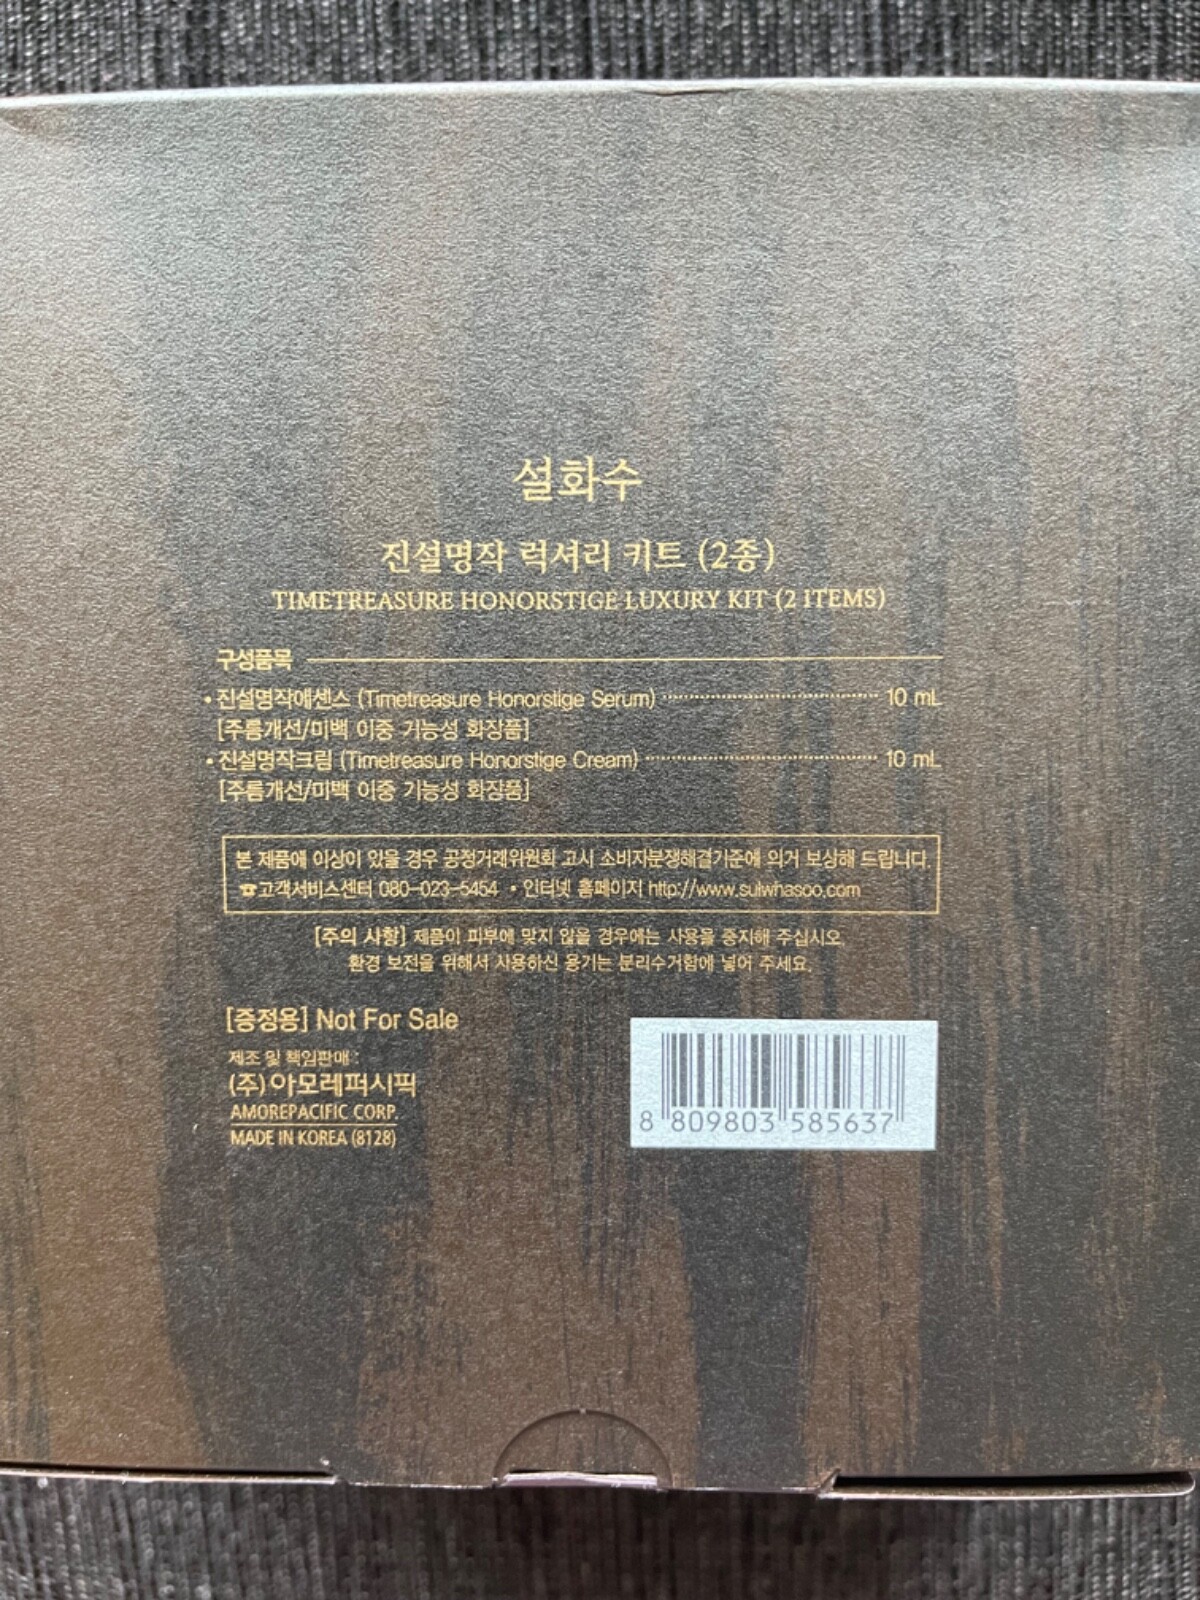 설화수
진설명작 럭셔리 키트 (2종)
TIMETREASURE HONORSTIGE LUXURY KIT (2 ITEMS)
구성품목
• 진설명작에센스 (Timetreasure Honorstige Serum) 10 mL
[주름개선/미백 이중 기능성 화장품]
• 진설명작크림 (Timetreasure Honorstige Cream) 10 mL
[주름개선/미백 이중 기능성 화장품]
본 제품에 이상이 있을 경우 공정거래위원회 고시 소비자분쟁해결기준에 의거 보상해 드립니다.
☎고객서비스센터 080-023-5454 • 인터넷 홈페이지 http://www.sulwhasoo.com
[주의 사항] 제품이 피부에 맞지 않을 경우에는 사용을 중지해 주십시오.
환경 보전을 위해서 사용하신 용기는 분리수거함에 넣어 주세요.
[증정용] Not For Sale
제조 및 책임판매 :
(주)아모레퍼시픽
AMOREPACIFIC CORP.
MADE IN KOREA (8128)
8 809803 585637